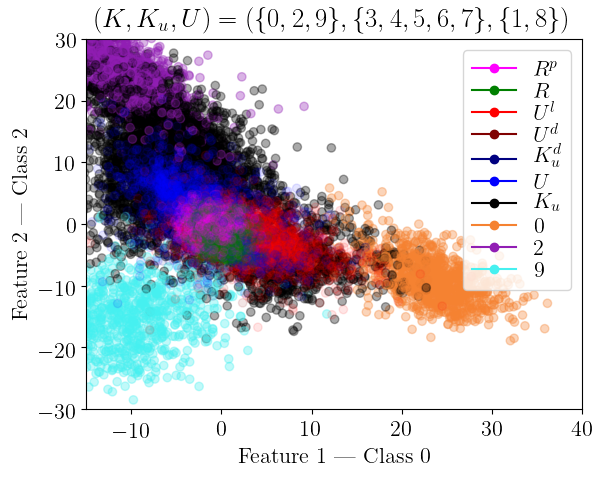 (K, K_u, U) = ({0, 2, 9}, {3, 4, 5, 6, 7}, {1, 8})
30
20
10
0
−10
−20
−30
Feature 2 — Class 2
R^p
R
U^l
U^d
K_u^d
U
K_u
0
2
9
−10 0 10 20 30 40
Feature 1 — Class 0